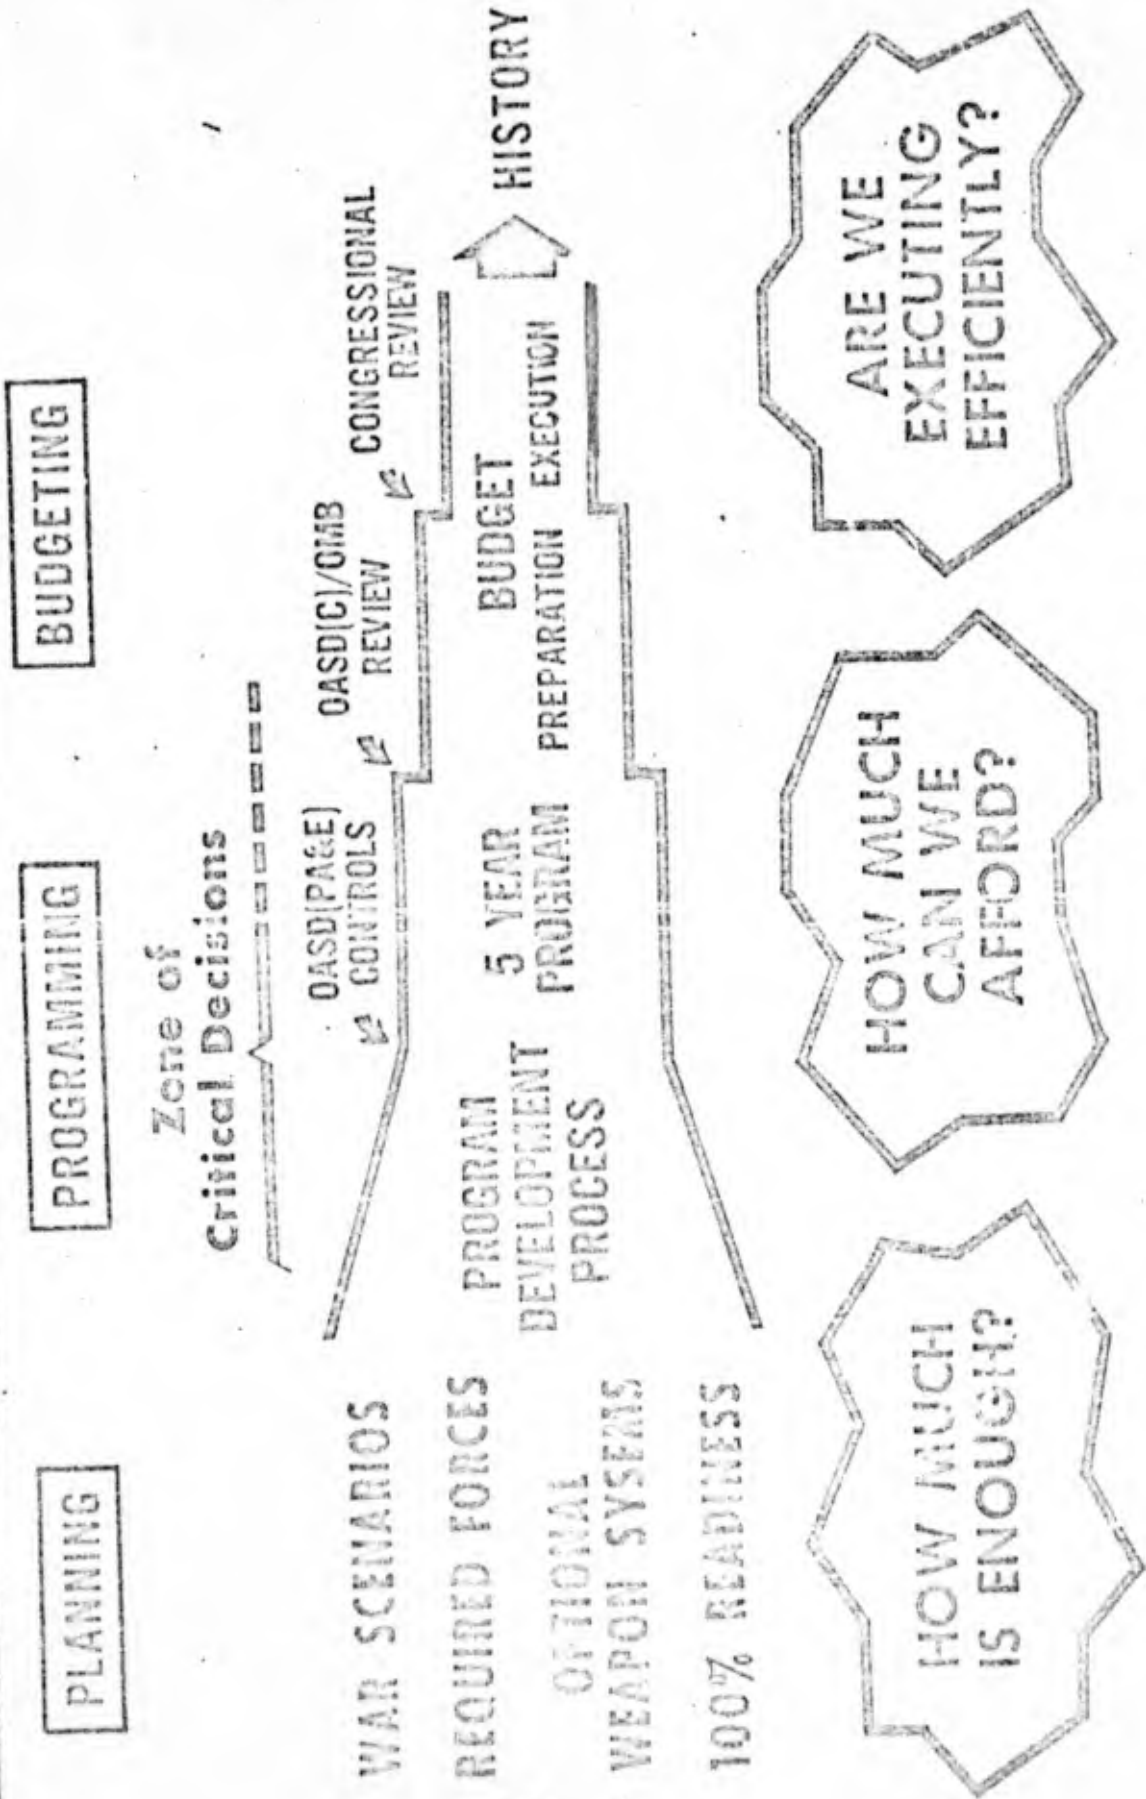 PLANNING
PROGRAMMING
BUDGETING
Zone of
Critical Decisions
OASD(PA&E)
CONTROLS
OASD(C)/OMB
REVIEW
CONGRESSIONAL
REVIEW
WAR SCENARIOS
REQUIRED FORCES
OPTIONAL
WEAPON SYSEMS
100% READINESS
PROGRAM
DEVELOPMENT
PROCESS
5 YEAR
PROGRAM
BUDGET
PREPARATION EXECUTION
HISTORY
HOW MUCH
IS ENOUGH?
HOW MUCH
CAN WE
AFFORD?
ARE WE
EXECUTING
EFFICIENTLY?